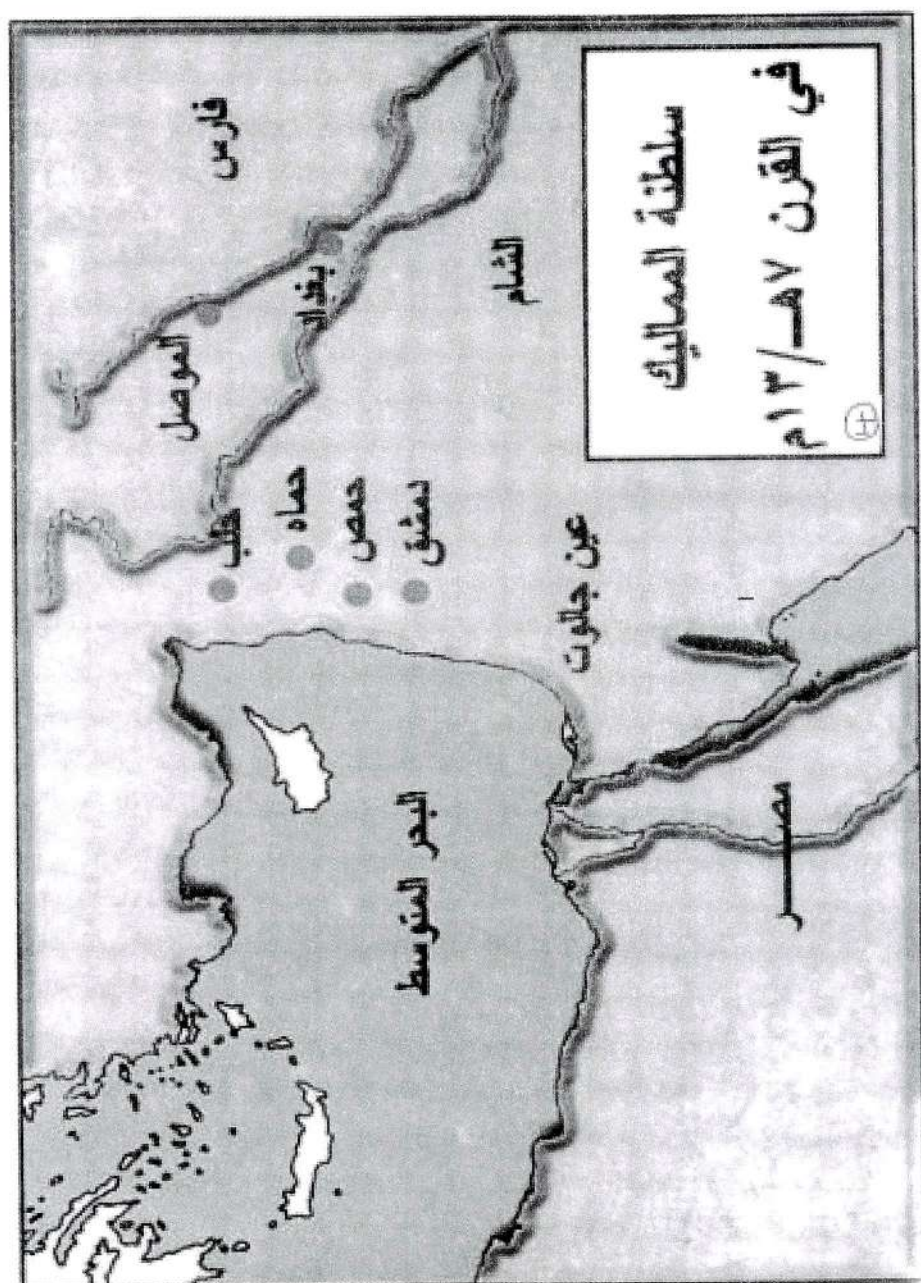 سلطنة المماليك
في القرن ٧هـ/١٣م
فارس
الموصل
بغداد
الشام
حلب
حماه
حمص
دمشق
عين جالوت
البحر المتوسط
مصر